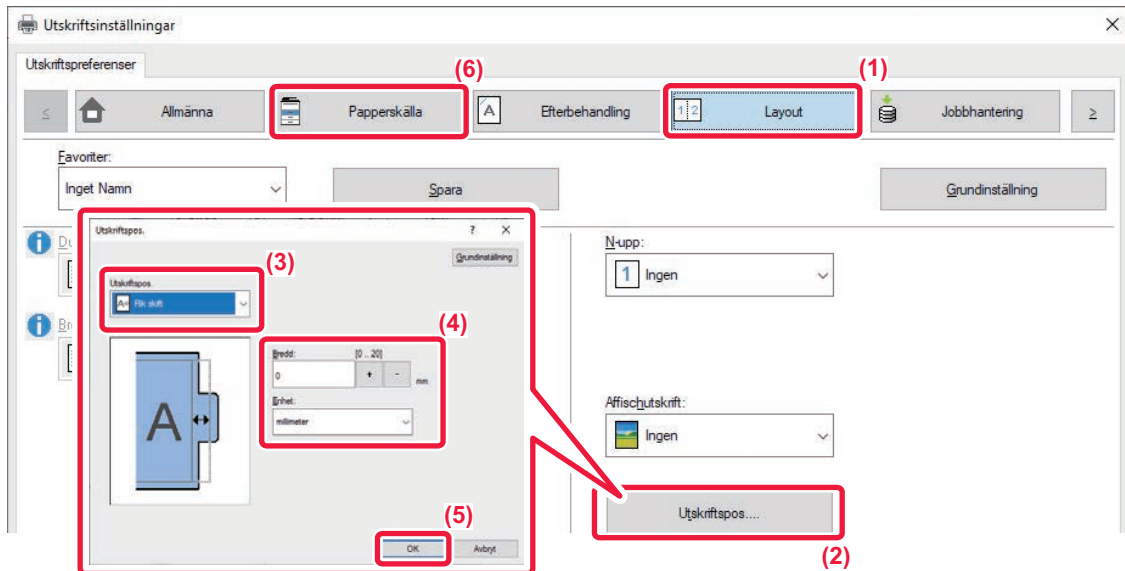 Utskriftsinställningar
Utskriftspreferenser
(6)
(1)
Allmänna
Papperskälla
Efterbehandling
Layout
Jobbhantering
Favoriter:
Inget Namn
Spara
Grundinställning
Utskriftspos.
?
Grundinställning
(3)
Utskriftspos.
Flik skift
(4)
Bredd:
[0 .. 20]
0
+
-
mm
Enhet:
millimeter
A
(5)
OK
Avbryt
N-upp:
1 Ingen
Affischutskrift:
Ingen
Utskriftspos....
(2)